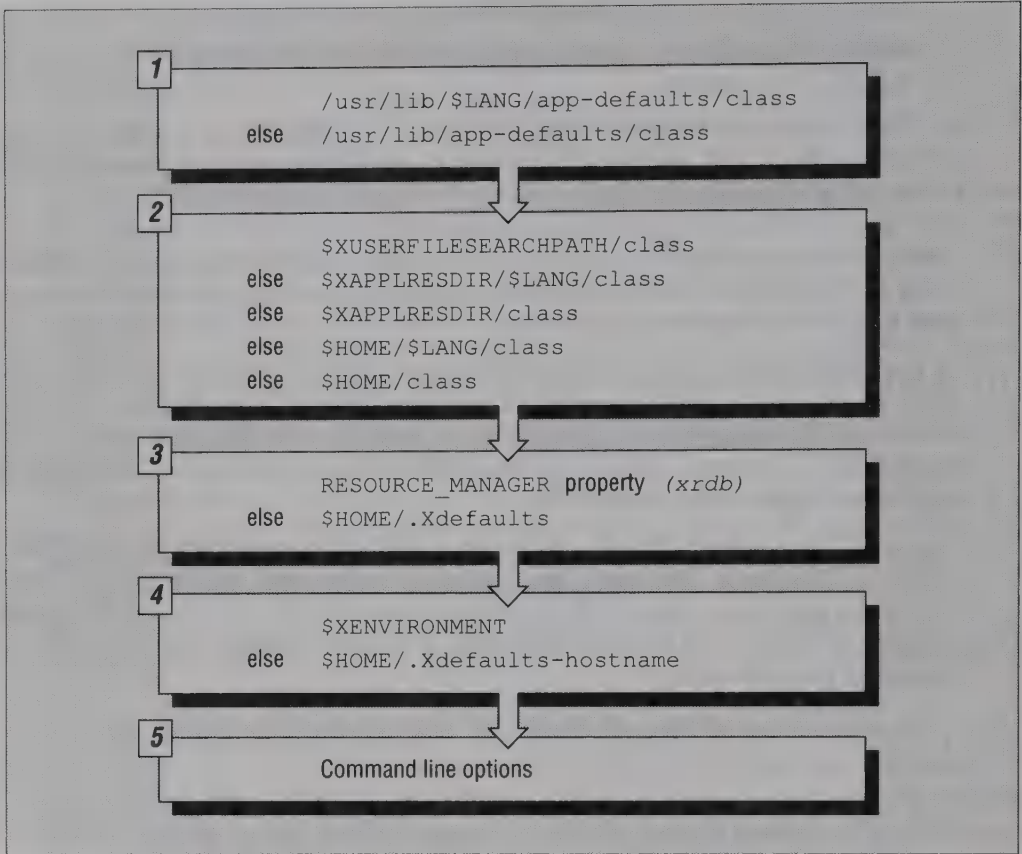 1
/usr/lib/$LANG/app-defaults/class
else /usr/lib/app-defaults/class
2
$XUSERFILESEARCHPATH/class
else $XAPPLRESDIR/$LANG/class
else $XAPPLRESDIR/class
else $HOME/$LANG/class
else $HOME/class
3
RESOURCE_MANAGER property (xrdb)
else $HOME/.Xdefaults
4
$XENVIRONMENT
else $HOME/.Xdefaults-hostname
5
Command line options